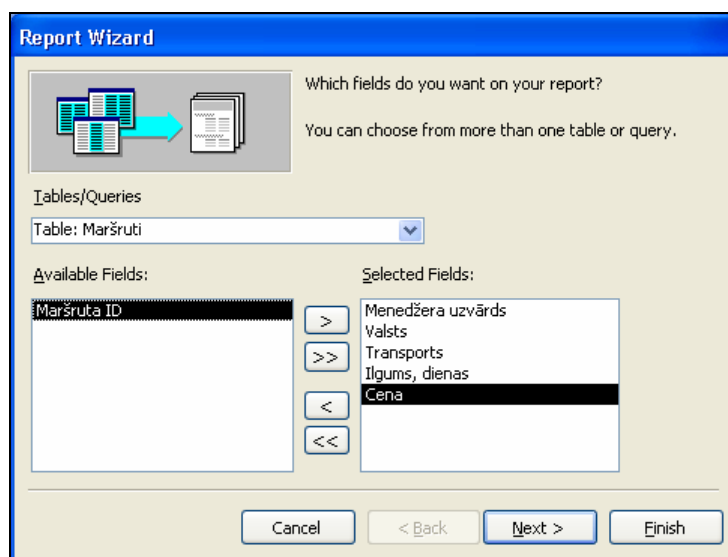 Report Wizard
Which fields do you want on your report?
You can choose from more than one table or query.
Tables/Queries
Table: Maršruti
Available Fields:
Maršruta ID
>
>>
<
<<
Selected Fields:
Menedžera uzvārds
Valsts
Transports
Ilgums, dienas
Cena
Cancel
< Back
Next >
Finish